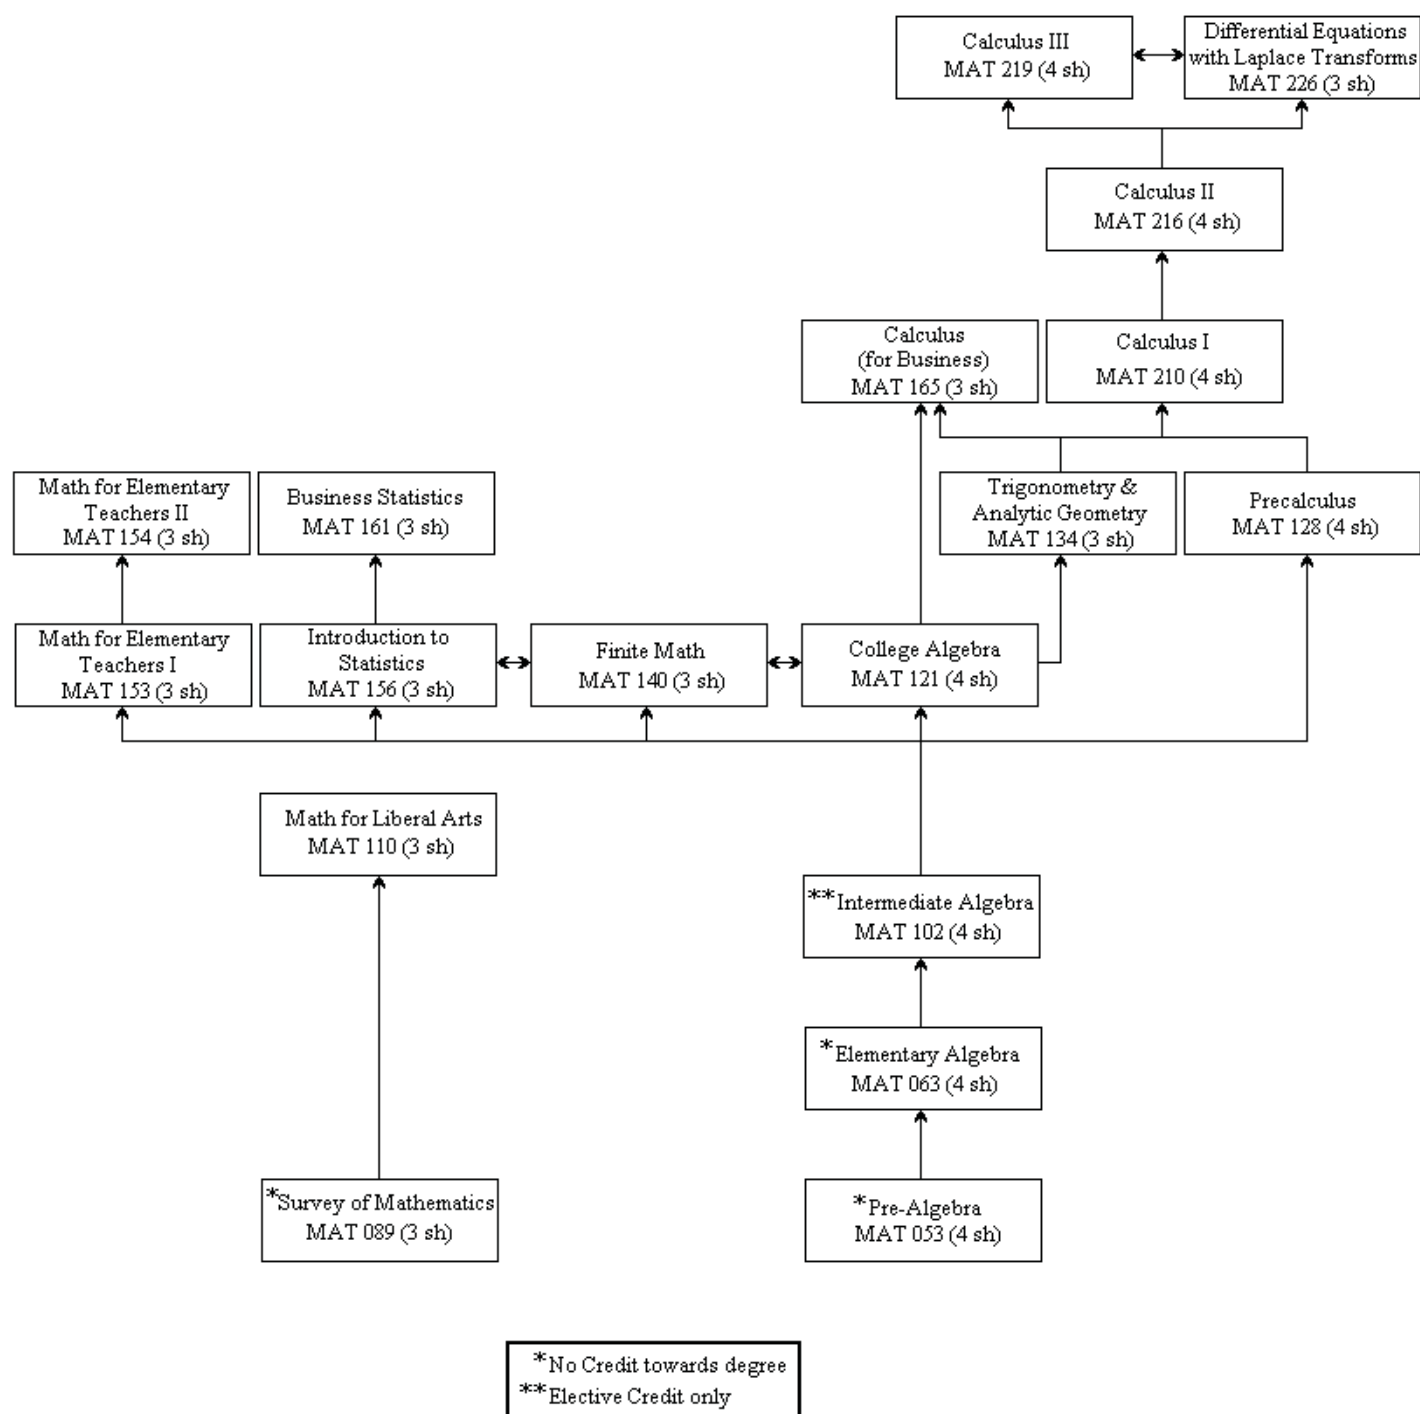 Calculus III
MAT 219 (4 sh)
Differential Equations
with Laplace Transforms
MAT 226 (3 sh)
Calculus II
MAT 216 (4 sh)
Calculus
(for Business)
MAT 165 (3 sh)
Calculus I
MAT 210 (4 sh)
Math for Elementary
Teachers II
MAT 154 (3 sh)
Business Statistics
MAT 161 (3 sh)
Trigonometry &
Analytic Geometry
MAT 134 (3 sh)
Precalculus
MAT 128 (4 sh)
Math for Elementary
Teachers I
MAT 153 (3 sh)
Introduction to
Statistics
MAT 156 (3 sh)
Finite Math
MAT 140 (3 sh)
College Algebra
MAT 121 (4 sh)
Math for Liberal Arts
MAT 110 (3 sh)
**Intermediate Algebra
MAT 102 (4 sh)
*Elementary Algebra
MAT 063 (4 sh)
*Survey of Mathematics
MAT 089 (3 sh)
*Pre-Algebra
MAT 053 (4 sh)
*No Credit towards degree
**Elective Credit only